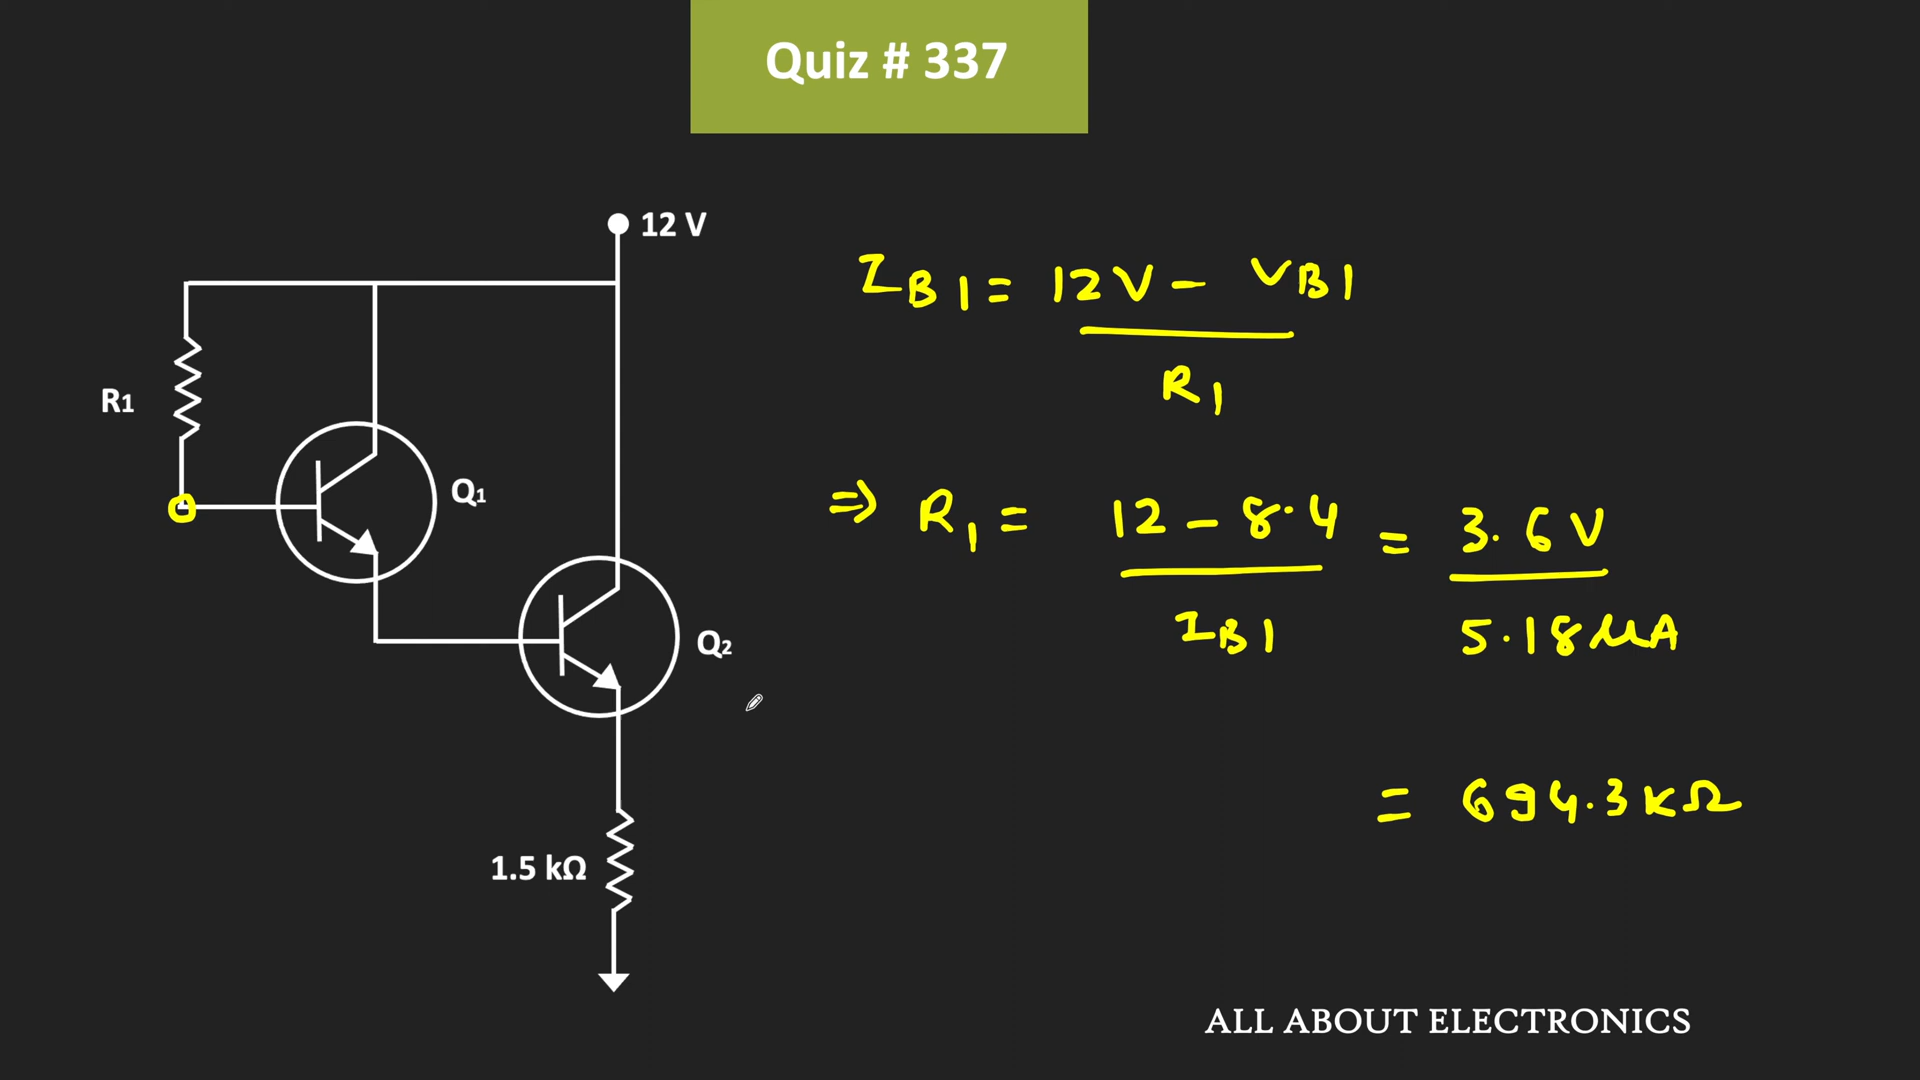 Quiz # 337
12 V
R1
Q1
Q2
1.5 kΩ
IB1 = 12V - VB1
R1
⇒ R1 = 12 - 8.4 = 3.6V
IB1 5.18μA
= 694.3KΩ
ALL ABOUT ELECTRONICS